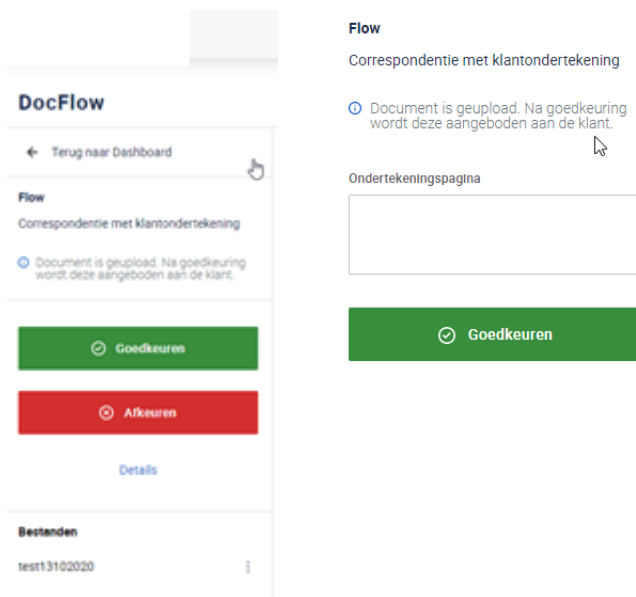 DocFlow
Terug naar Dashboard
Flow
Correspondentie met klantondertekening
Document is geupload. Na goedkeuring
wordt deze aangeboden aan de klant.
Goedkeuren
Afkeuren
Details
Bestanden
test13102020
Flow
Correspondentie met klantondertekening
Document is geupload. Na goedkeuring
wordt deze aangeboden aan de klant.
Ondertekeningspagina
Goedkeuren